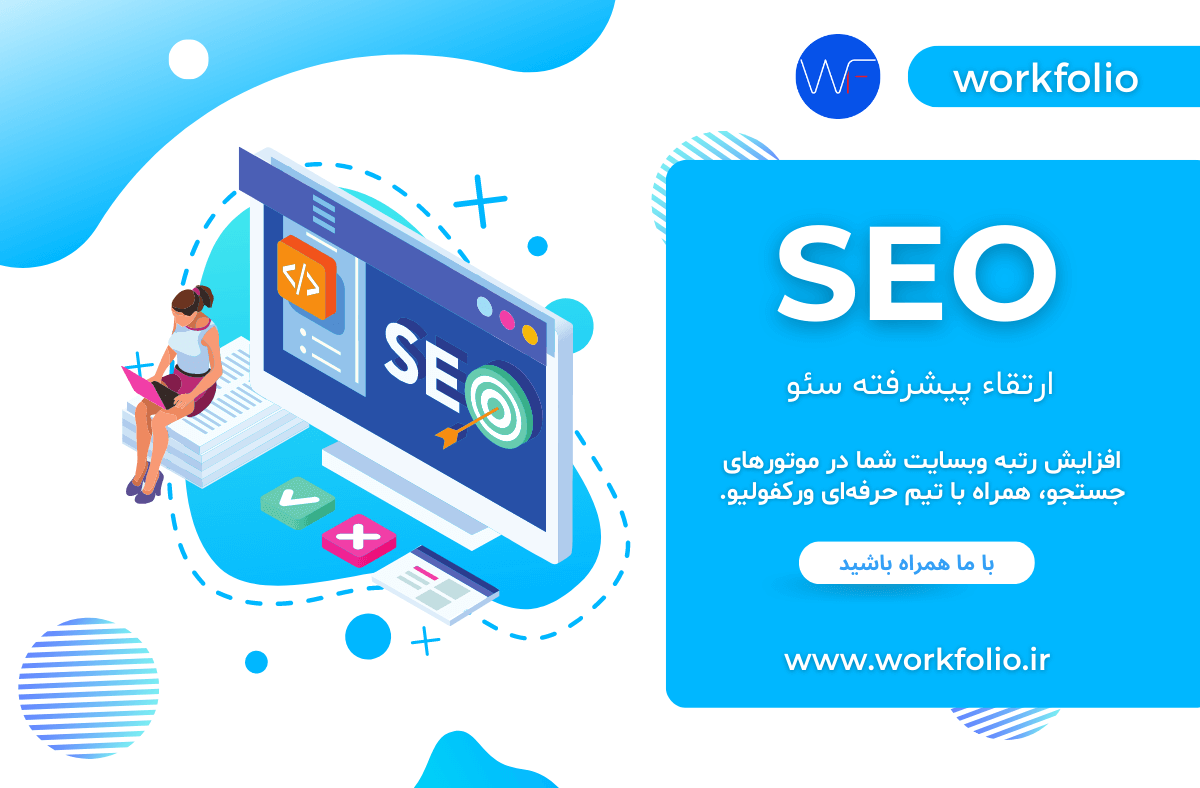 WF
workfolio
</>
SEO
SEO
ارتقاء پیشرفته سئو
افزایش رتبه وبسایت شما در موتورهای
جستجو، همراه با تیم حرفه‌ای ورکفولیو.
با ما همراه باشید
www.workfolio.ir